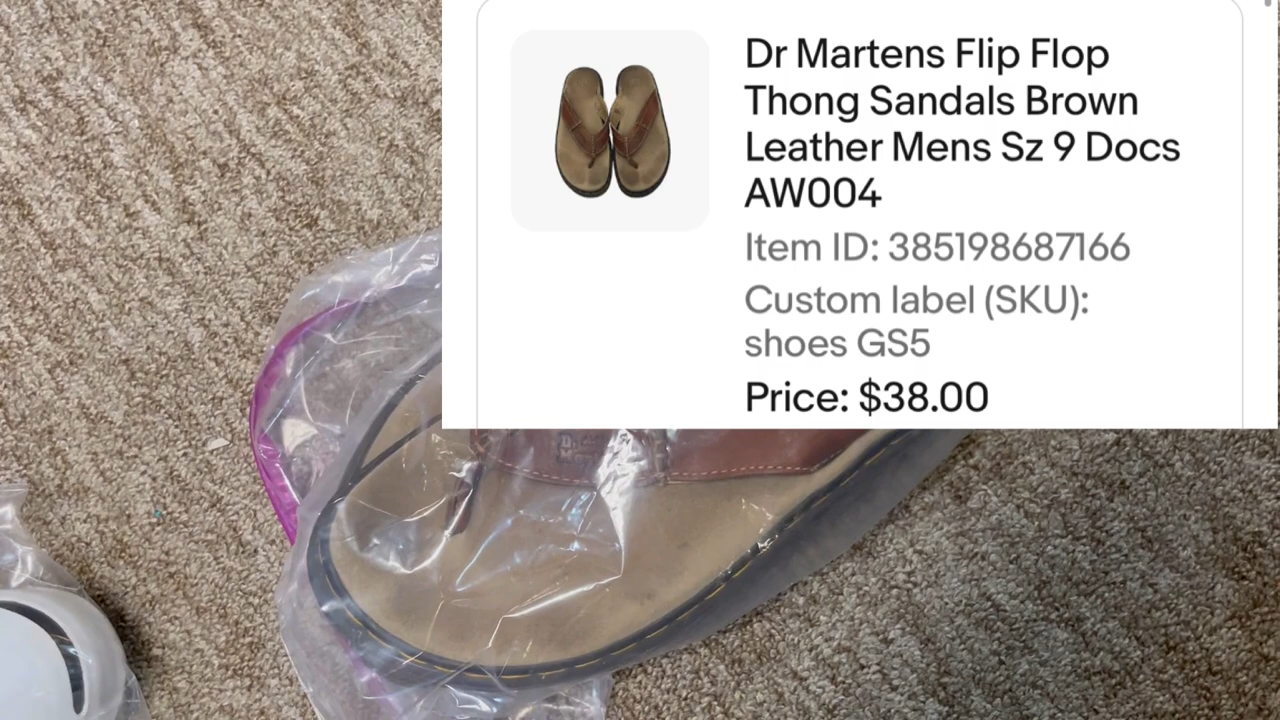 Dr Martens Flip Flop
Thong Sandals Brown
Leather Mens Sz 9 Docs
AW004
Item ID: 385198687166
Custom label (SKU):
shoes GS5
Price: $38.00